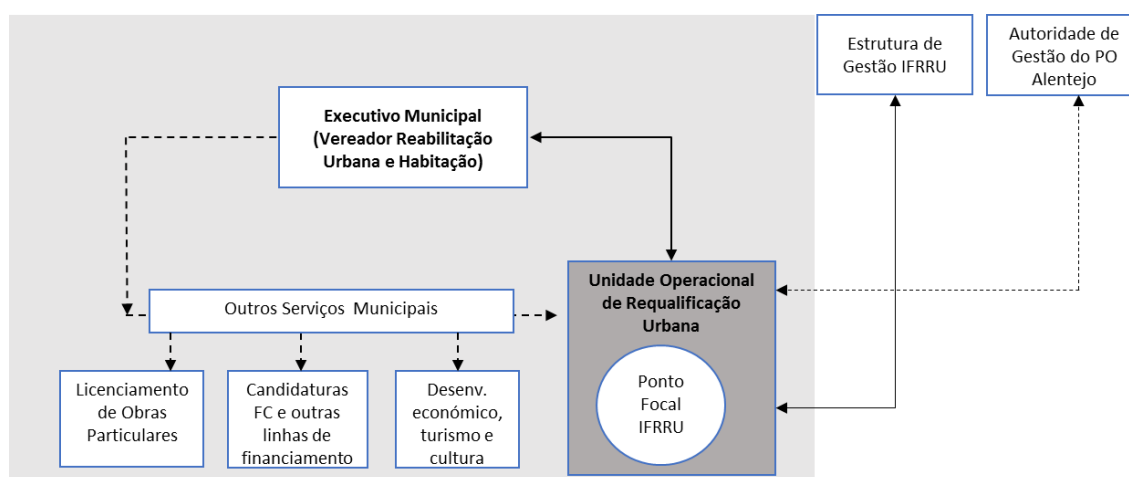 Estrutura de
Gestão IFRRU
Autoridade de
Gestão do PO
Alentejo
Executivo Municipal
(Vereador Reabilitação
Urbana e Habitação)
Unidade Operacional
de Requalificação
Urbana
Outros Serviços Municipais
Ponto
Focal
IFRRU
Licenciamento
de Obras
Particulares
Candidaturas
FC e outras
linhas de
financiamento
Desenv.
económico,
turismo e
cultura